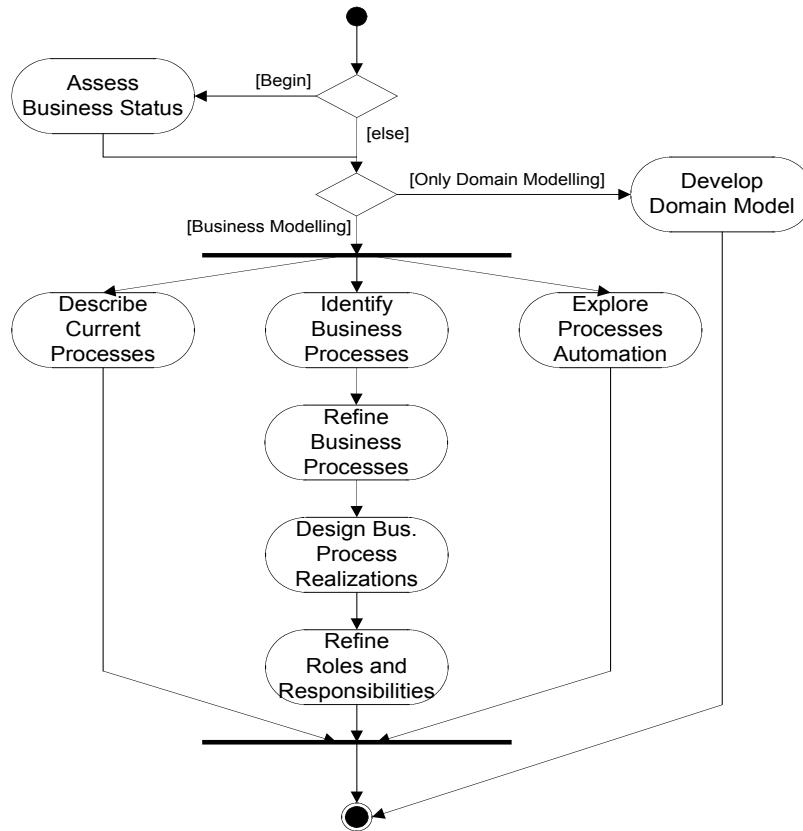 [Begin]
Assess
Business Status
[else]
[Only Domain Modelling]
Develop
Domain Model
[Business Modelling]
Describe
Current
Processes
Identify
Business
Processes
Explore
Processes
Automation
Refine
Business
Processes
Design Bus.
Process
Realizations
Refine
Roles and
Responsibilities